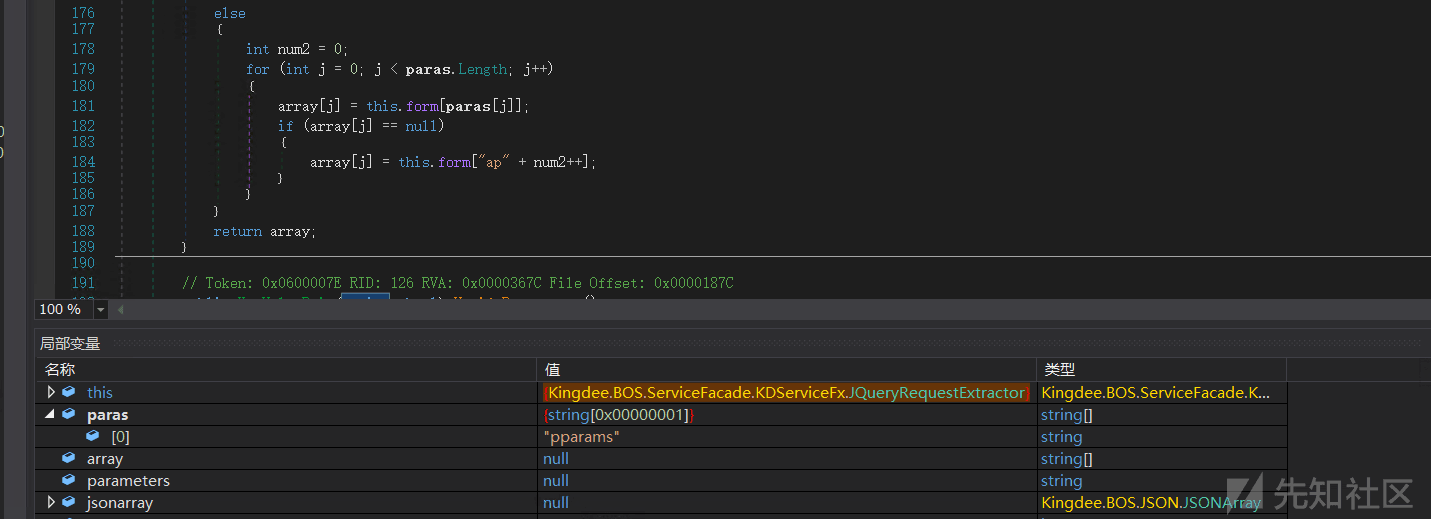 176 else
177 {
178 int num2 = 0;
179 for (int j = 0; j < paras.Length; j++)
180 {
181 array[j] = this.form[paras[j]];
182 if (array[j] == null)
183 {
184 array[j] = this.form["ap" + num2++];
185 }
186 }
187 }
188 return array;
189 }
190
191 // Token: 0x0600007E RID: 126 RVA: 0x0000367C File Offset: 0x0000187C
100 %
局部变量
名称 值 类型
this {Kingdee.BOS.ServiceFacade.KDServiceFx.JQueryRequestExtractor} Kingdee.BOS.ServiceFacade.K...
paras {string[0x00000001]} string[]
[0] "pparams" string
array null string[]
parameters null string
jsonarray null Kingdee.BOS.JSON.JSONArray
先知社区